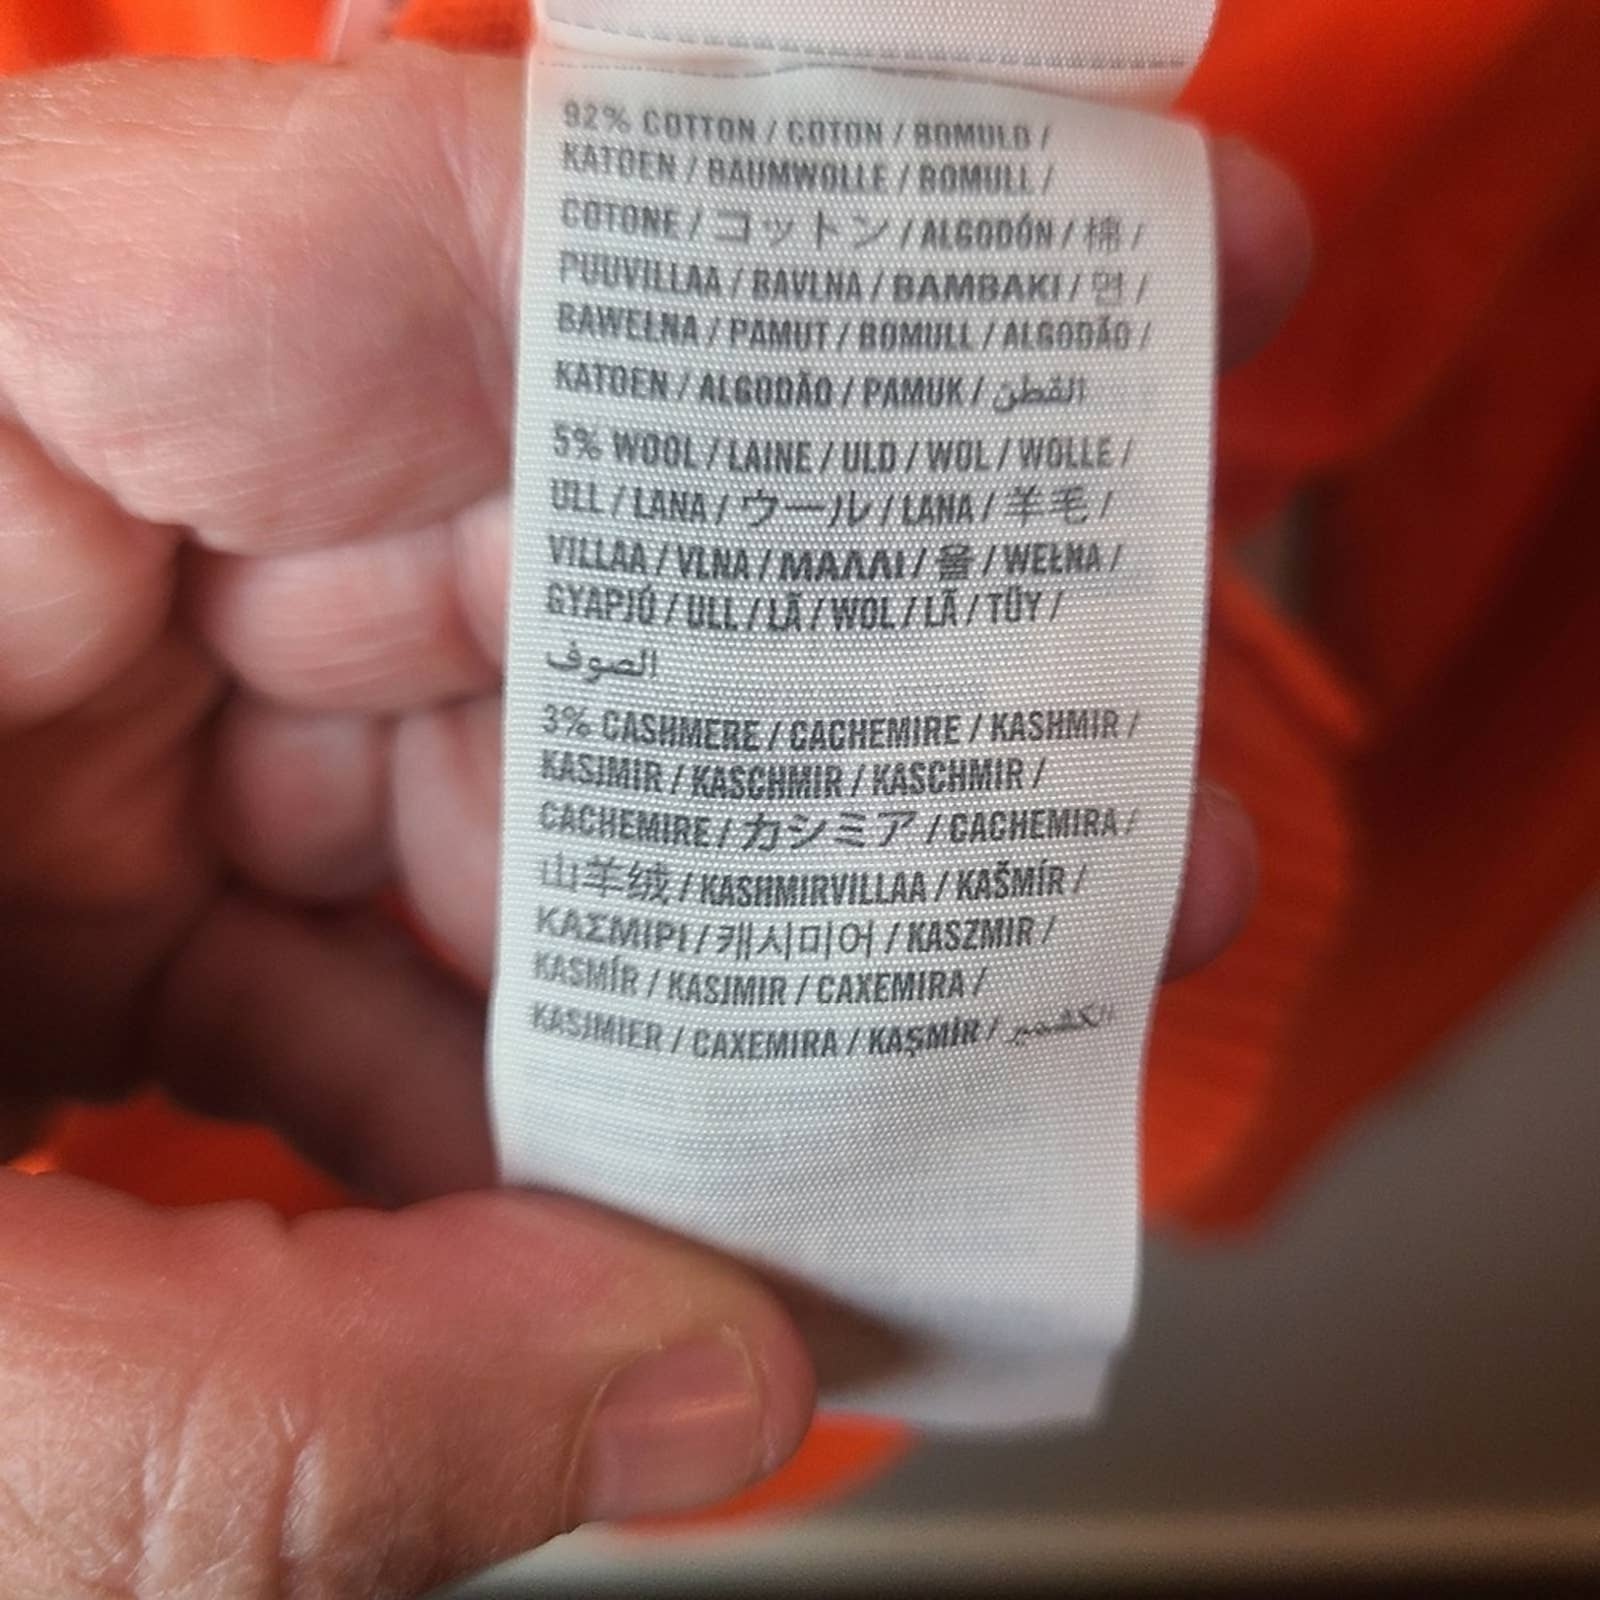 92% COTTON / COTON / BOMULD /
KATOEN / BAUMWOLLE / BOMULL /
COTONE / コットン / ALGODÓN / 棉 /
PUUVILLAA / BAVLNA / BAMBAKI / 면 /
BAWEŁNA / PAMUT / BOMULL / ALGODÃO /
KATOEN / ALGODÃO / PAMUK / القطن
5% WOOL / LAINE / ULD / WOL / WOLLE /
ULL / LANA / ウール / LANA / 羊毛 /
VILLAA / VLNA / ΜΑΛΛΙ / 울 / WEŁNA /
GYAPJÚ / ULL / LÃ / WOL / LÃ / TÜY /
الصوف
3% CASHMERE / CACHEMIRE / KASHMIR /
KASJMIR / KASCHMIR / KASCHMIR /
CACHEMIRE / カシミア / CACHEMIRA /
山羊绒 / KASHMIRVILLAA / KAŠMÍR /
ΚΑΣΜΙΡΙ / 캐시미어 / KASZMIR /
KASMÍR / KASJMIR / CAXEMIRA /
KASJMIER / CAXEMIRA / KAŞMİR / الكشمير